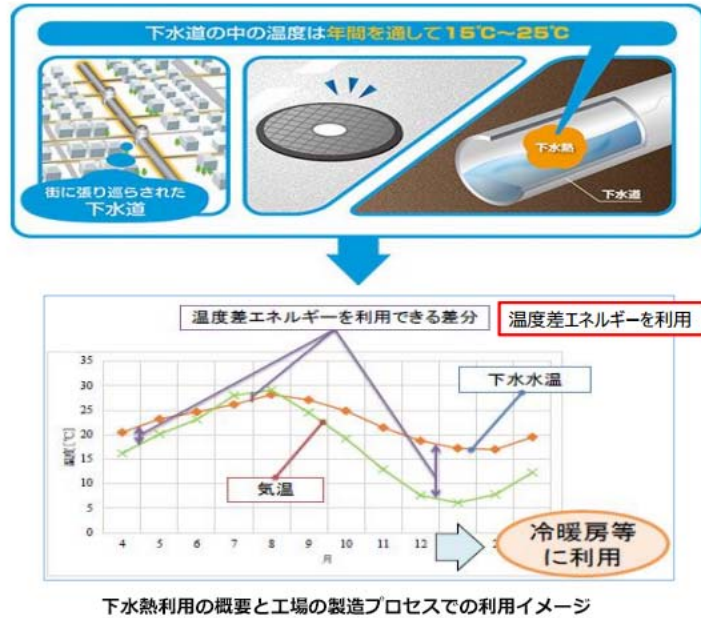 下水道の中の温度は年間を通して15℃～25℃
街に張り巡らされた
下水道
下水熱
下水道
温度差エネルギーを利用できる差分
温度差エネルギーを利用
35
30
25
20
15
10
5
0
温度[℃]
下水水温
気温
4 5 6 7 8 9 10 11 12 2
月
冷暖房等
に利用
下水熱利用の概要と工場の製造プロセスでの利用イメージ